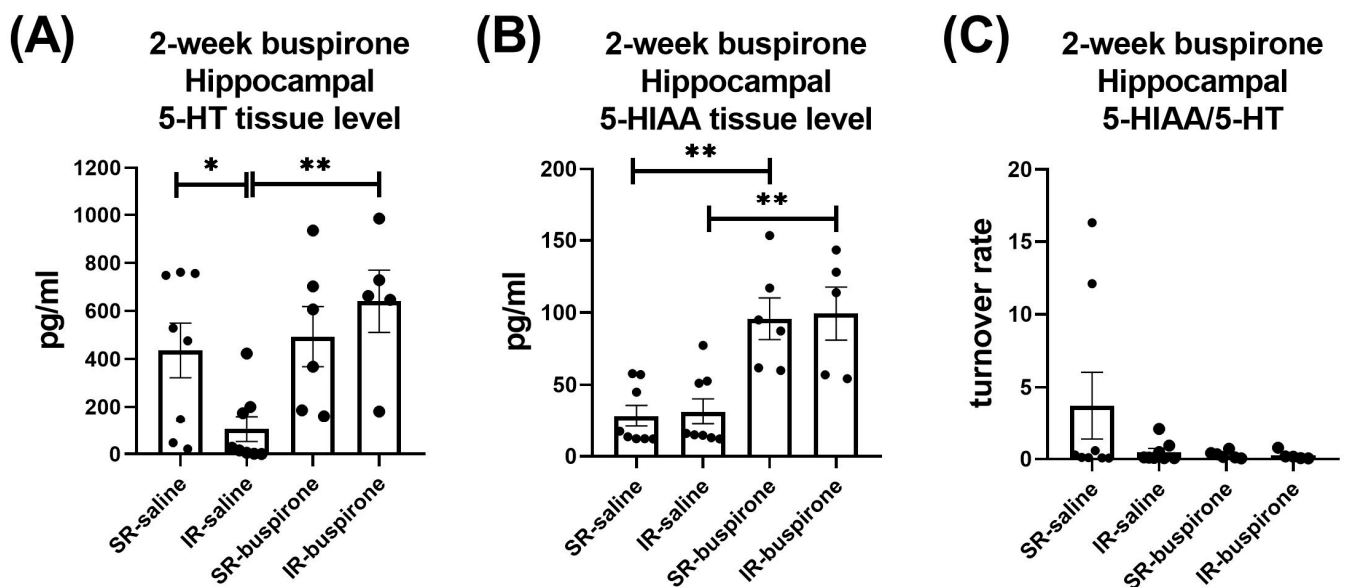 (A)
2-week buspirone
Hippocampal
5-HT tissue level
* **
1200
1000
800
600
400
200
0
pg/ml
SR-saline
IR-saline
SR-buspirone
IR-buspirone
(B)
2-week buspirone
Hippocampal
5-HIAA tissue level
**
**
200
150
100
50
0
pg/ml
SR-saline
IR-saline
SR-buspirone
IR-buspirone
(C)
2-week buspirone
Hippocampal
5-HIAA/5-HT
20
15
10
5
0
turnover rate
SR-saline
IR-saline
SR-buspirone
IR-buspirone